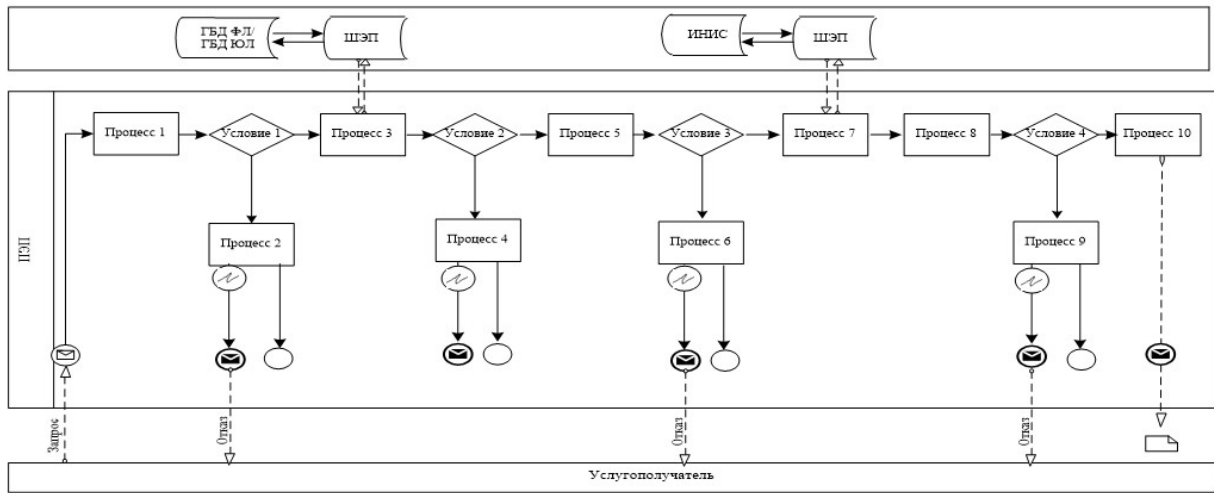 ГБД ФЛ/
ГБД ЮЛ
ШЭП
ИНИС
ШЭП
ПСП
Процесс 1
Условие 1
Процесс 3
Условие 2
Процесс 5
Условие 3
Процесс 7
Процесс 8
Условие 4
Процесс 10
Процесс 2
Процесс 4
Процесс 6
Процесс 9
Запрос
Отказ
Отказ
Отказ
Услугополучатель